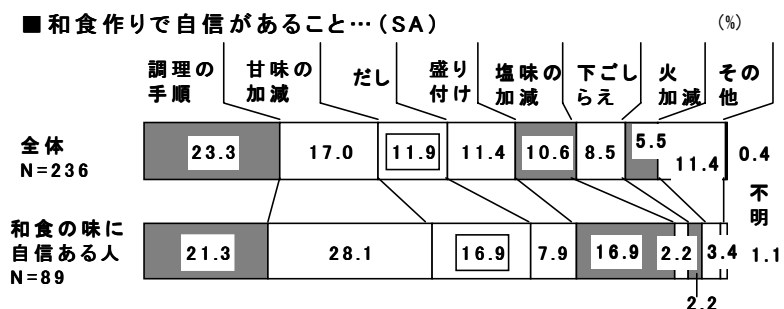 ■和食作りで自信があること…(SA)
(%)
調理の
手順
甘味の
加減
だし
盛り
付け
塩味の
加減
下ごし
らえ
火
加減
その
他
全体
N=236
23.3
17.0
11.9
11.4
10.6
8.5
5.5
11.4
0.4
不明
和食の味に
自信ある人
N=89
21.3
28.1
16.9
7.9
16.9
2.2
2.2
3.4
1.1